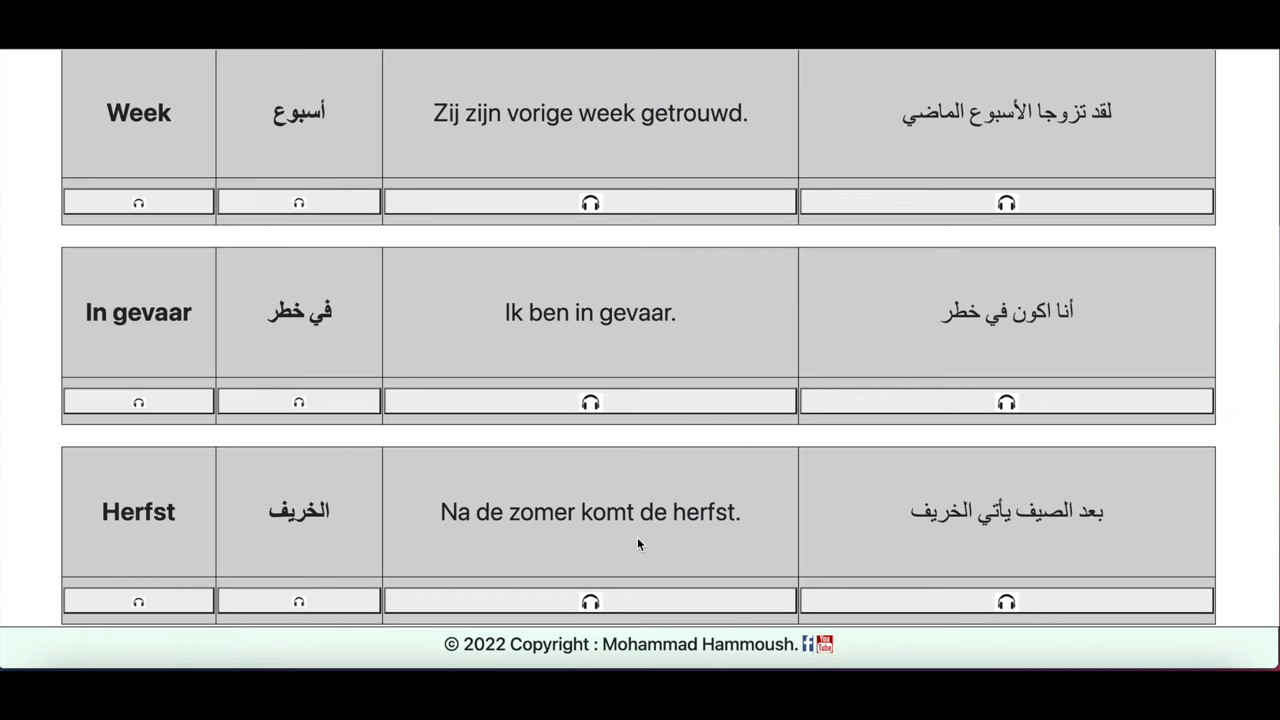 Week
أسبوع
Zij zijn vorige week getrouwd.
لقد تزوجا الأسبوع الماضي
In gevaar
في خطر
Ik ben in gevaar.
أنا اكون في خطر
Herfst
الخريف
Na de zomer komt de herfst.
بعد الصيف يأتي الخريف
© 2022 Copyright : Mohammad Hammoush. f You Tube